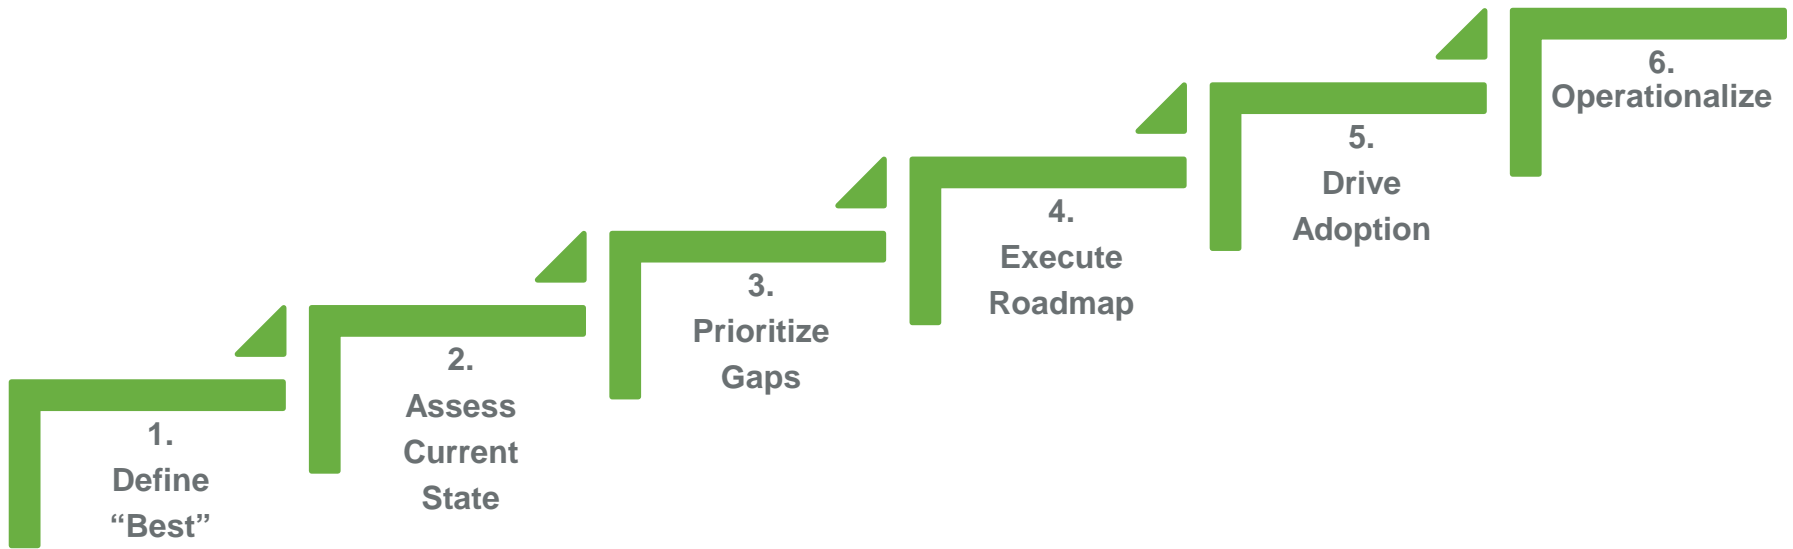 1.
Define
“Best”
2.
Assess
Current
State
3.
Prioritize
Gaps
4.
Execute
Roadmap
5.
Drive
Adoption
6.
Operationalize